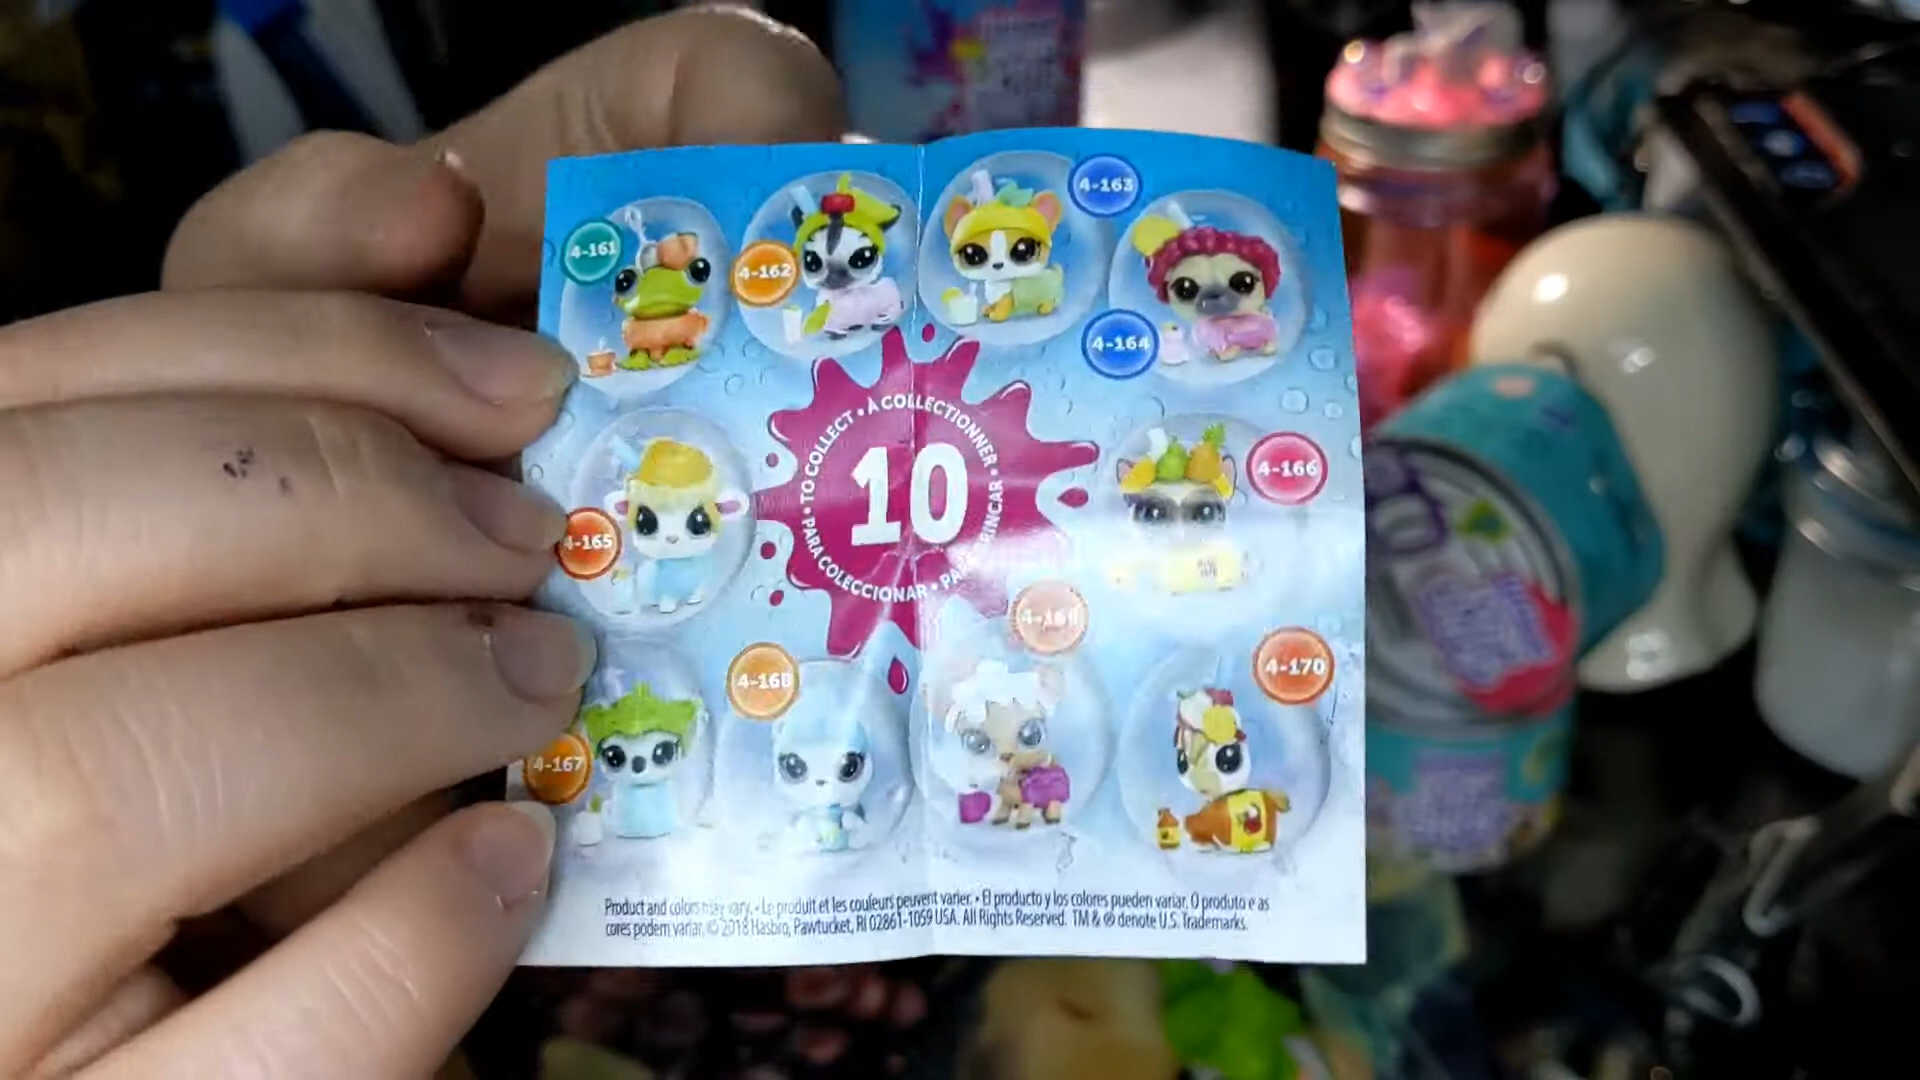 4-161
4-162
4-163
4-164
TO COLLECT • À COLLECTIONNER •
10
• PARA COLECCIONAR •
4-165
4-166
4-167
4-168
4-169
4-170
Product and colors may vary. • Le produit et les couleurs peuvent varier. • El producto y los colores pueden variar. O produto e as
cores podem variar. © 2018 Hasbro, Pawtucket, RI 02861-1059 USA. All Rights Reserved. TM & ® denote U.S. Trademarks.